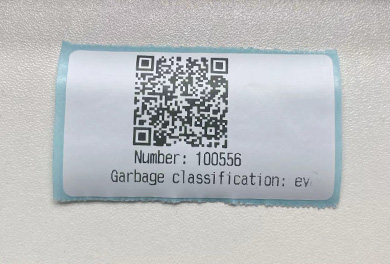 Number: 100556
Garbage classification: ev